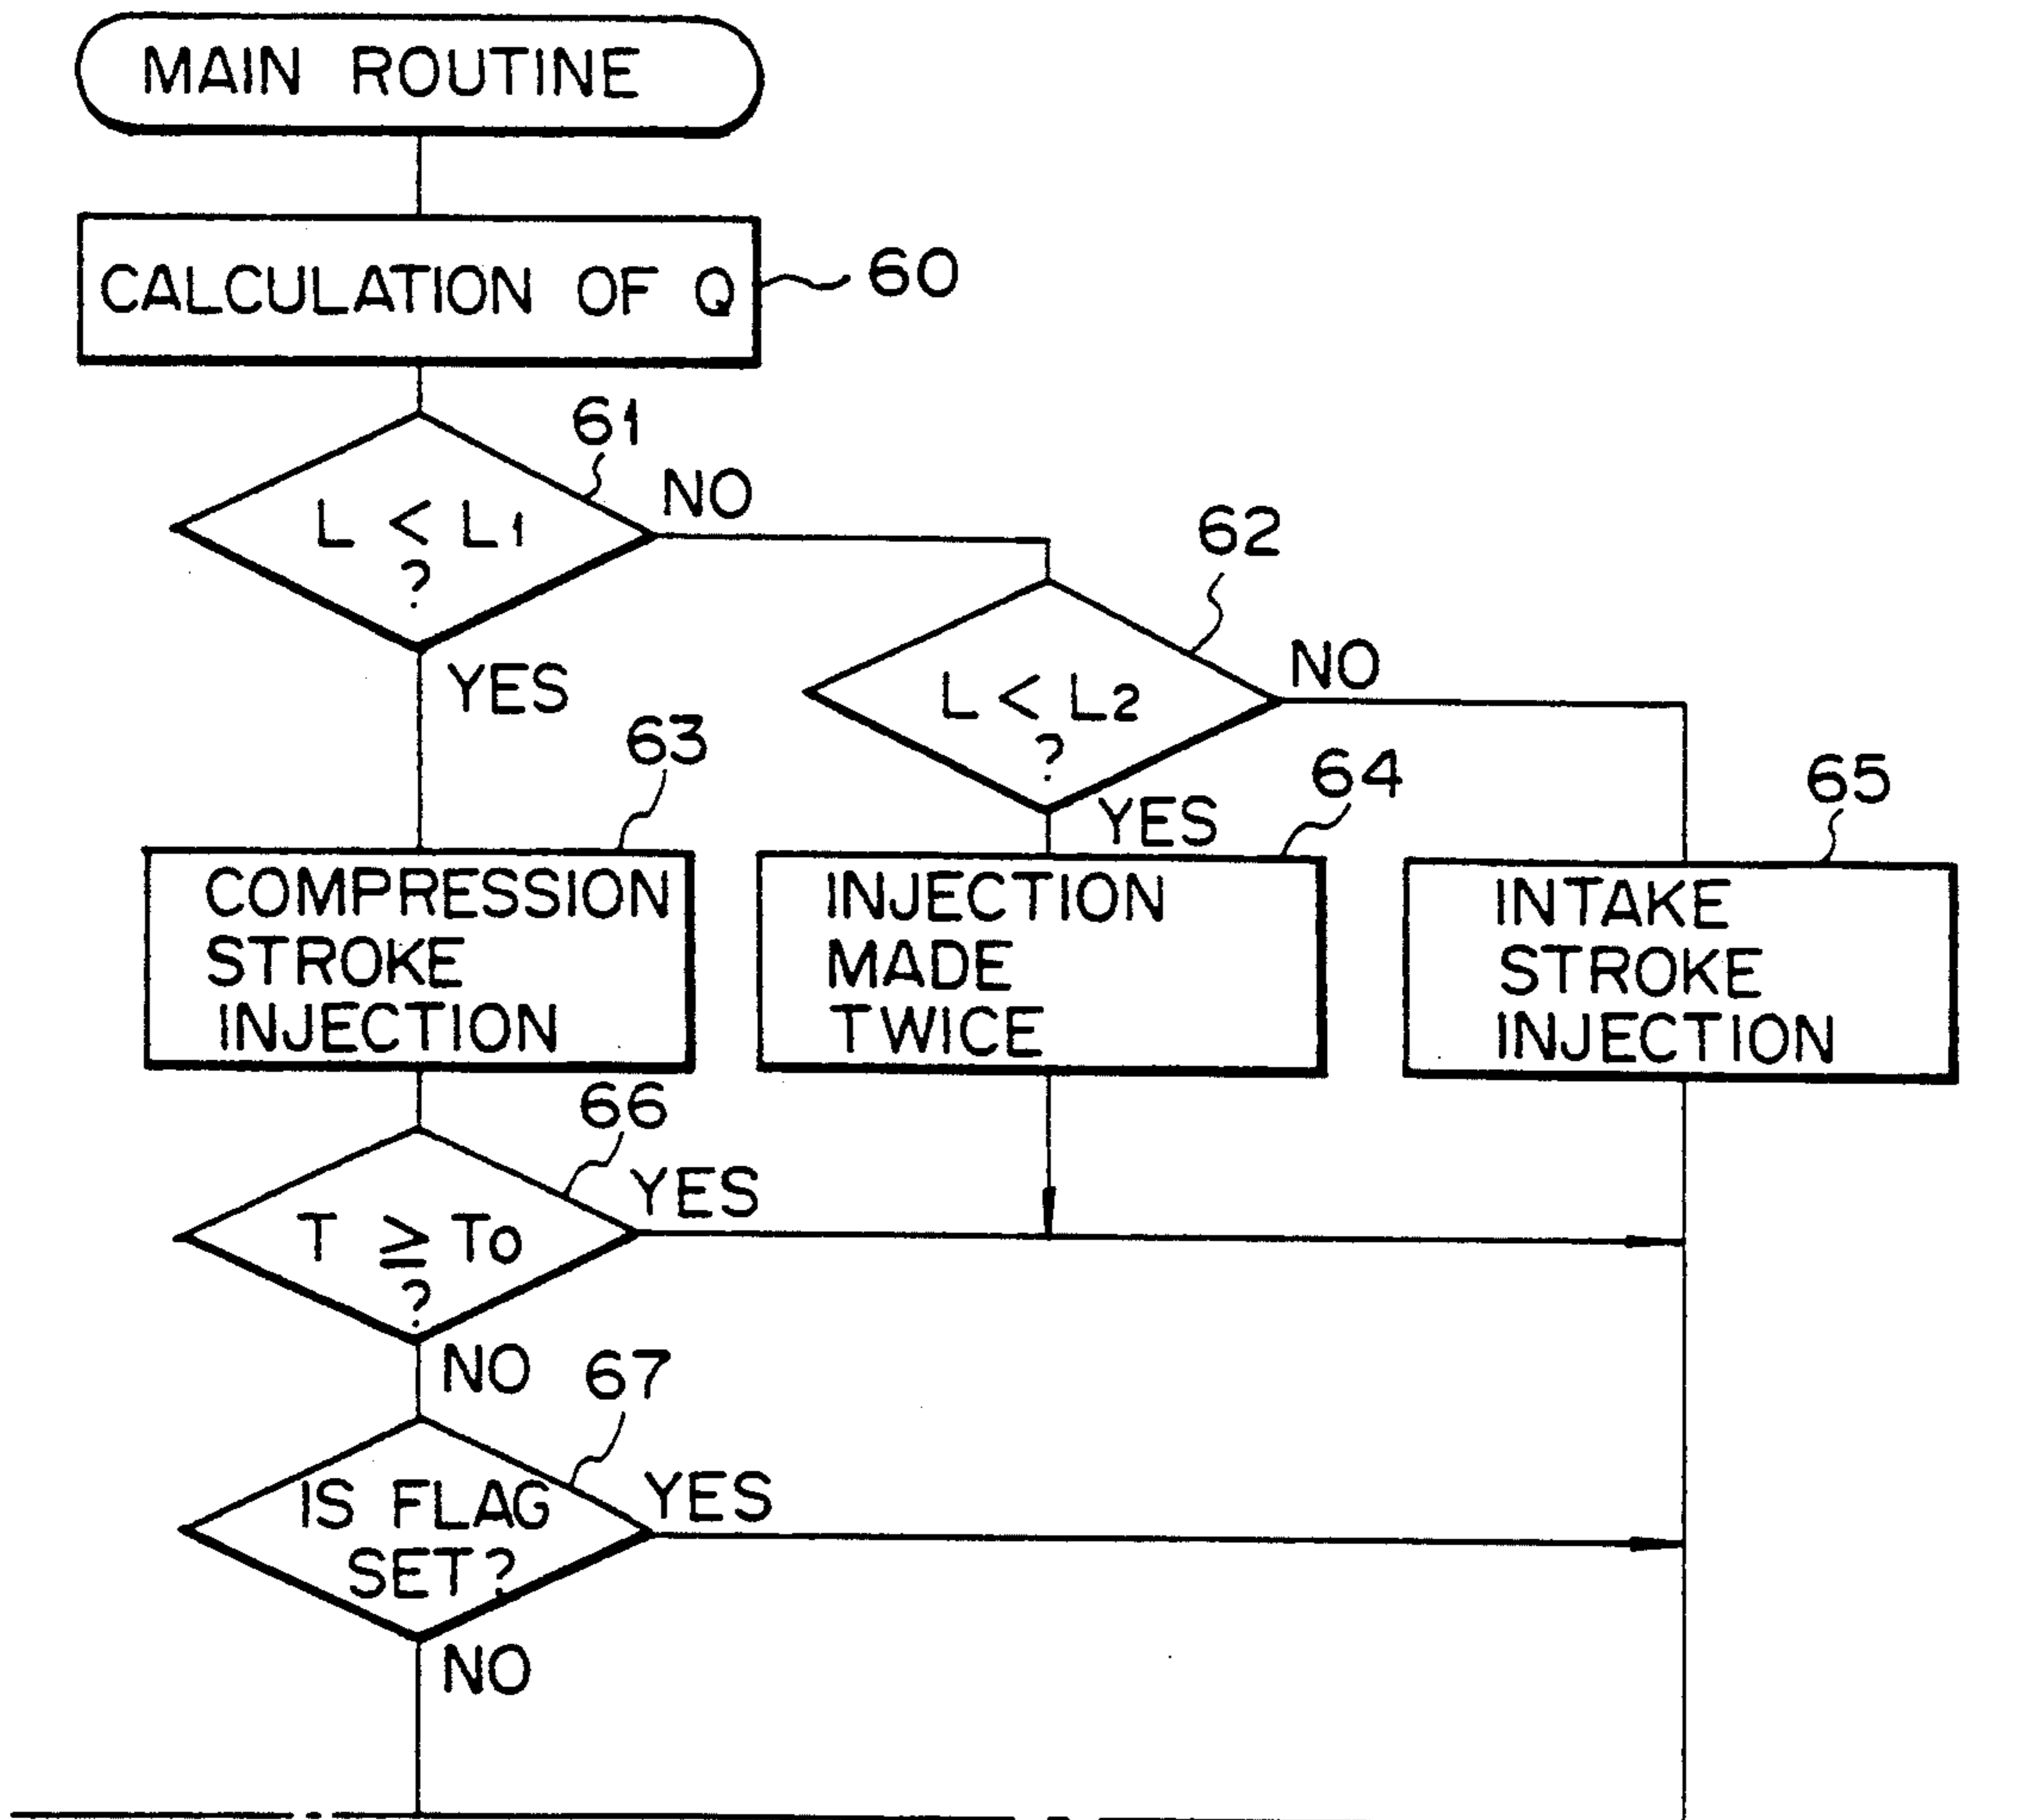 MAIN ROUTINE
CALCULATION OF Q
60
61
L < L1
?
NO
YES
62
L < L2
?
NO
YES
63
COMPRESSION
STROKE
INJECTION
64
INJECTION
MADE
TWICE
65
INTAKE
STROKE
INJECTION
66
T ≧ To
?
YES
NO
67
IS FLAG
SET?
YES
NO